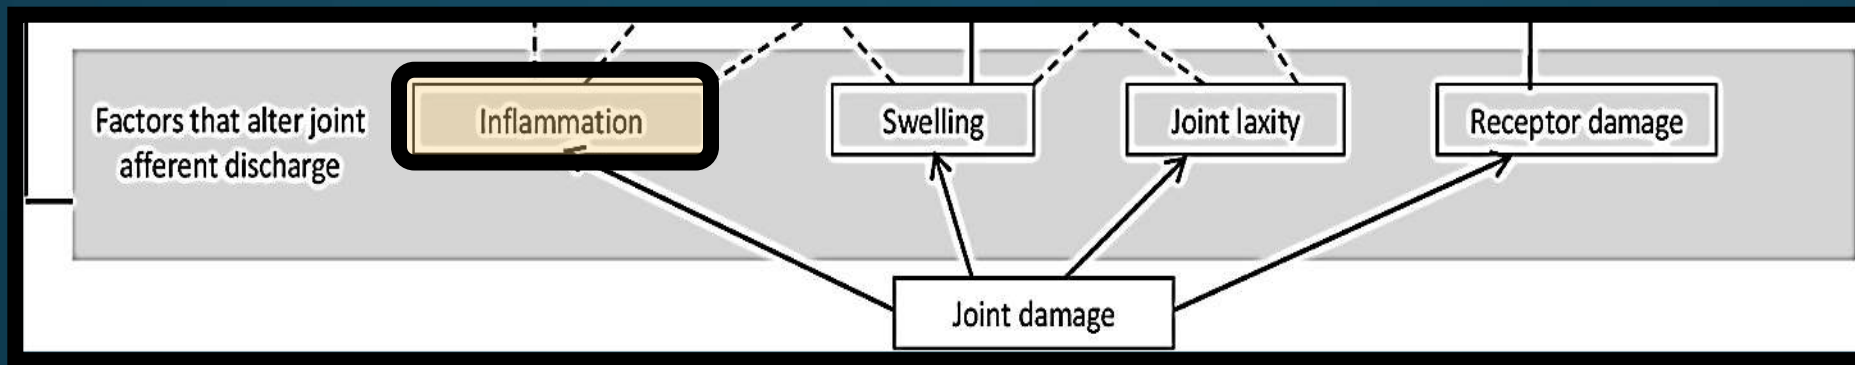 Factors that alter joint
afferent discharge
Inflammation
Swelling
Joint laxity
Receptor damage
Joint damage